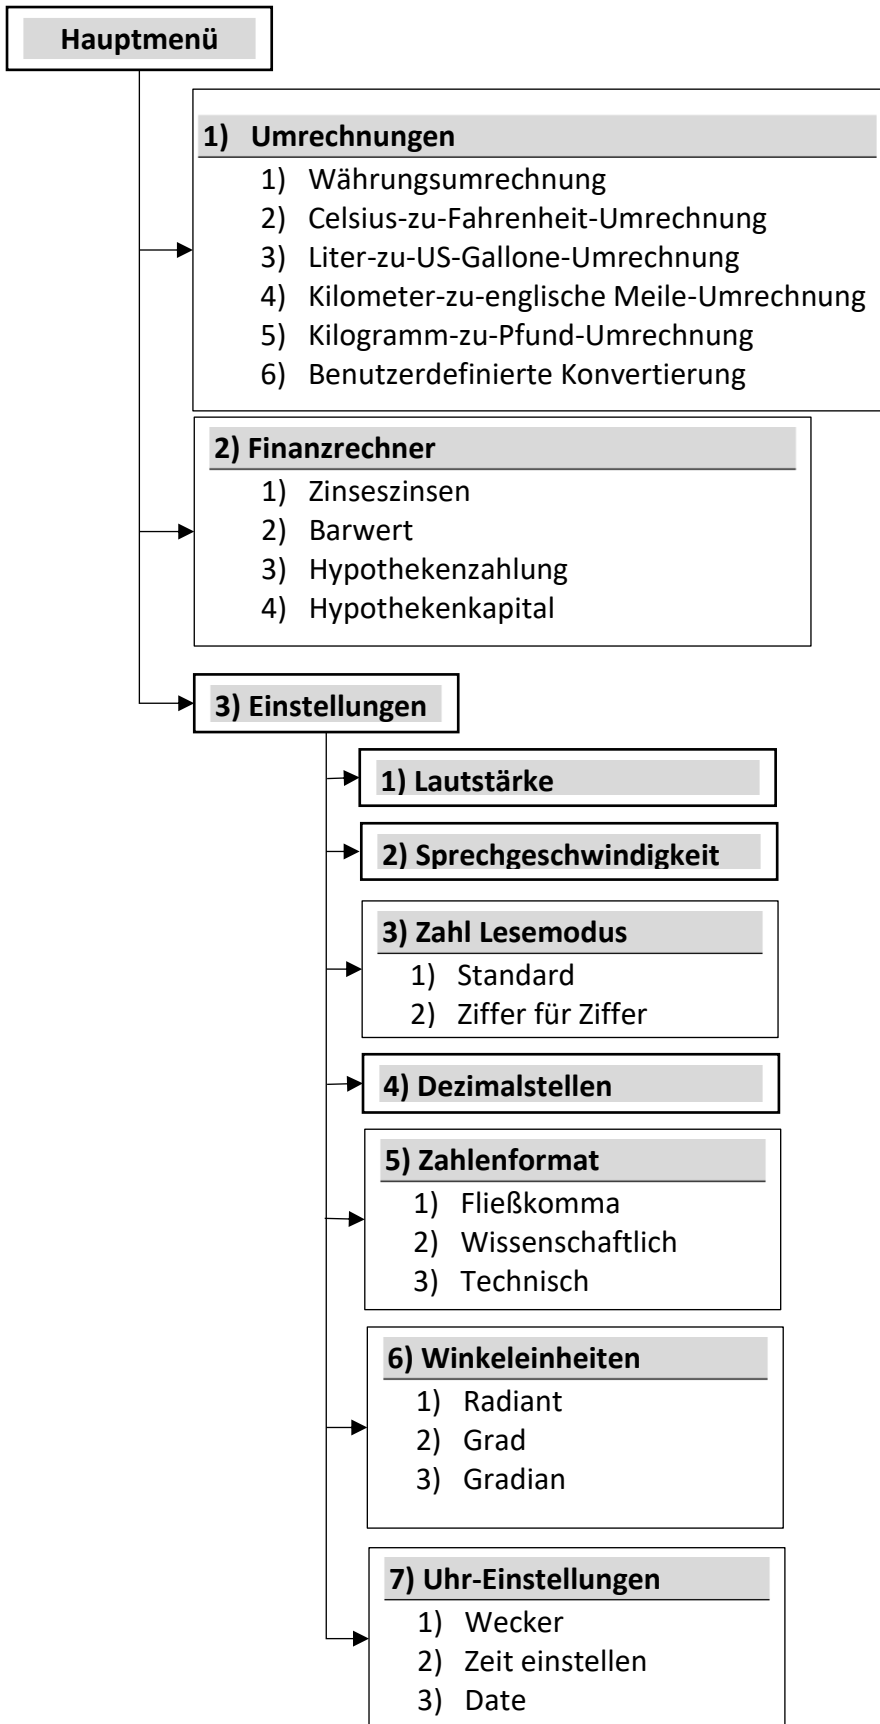 Hauptmenü
1) Umrechnungen
1) Währungsumrechnung
2) Celsius-zu-Fahrenheit-Umrechnung
3) Liter-zu-US-Gallone-Umrechnung
4) Kilometer-zu-englische Meile-Umrechnung
5) Kilogramm-zu-Pfund-Umrechnung
6) Benutzerdefinierte Konvertierung
2) Finanzrechner
1) Zinseszinsen
2) Barwert
3) Hypothekenzahlung
4) Hypothekenkapital
3) Einstellungen
1) Lautstärke
2) Sprechgeschwindigkeit
3) Zahl Lesemodus
1) Standard
2) Ziffer für Ziffer
4) Dezimalstellen
5) Zahlenformat
1) Fließkomma
2) Wissenschaftlich
3) Technisch
6) Winkeleinheiten
1) Radiant
2) Grad
3) Gradian
7) Uhr-Einstellungen
1) Wecker
2) Zeit einstellen
3) Date